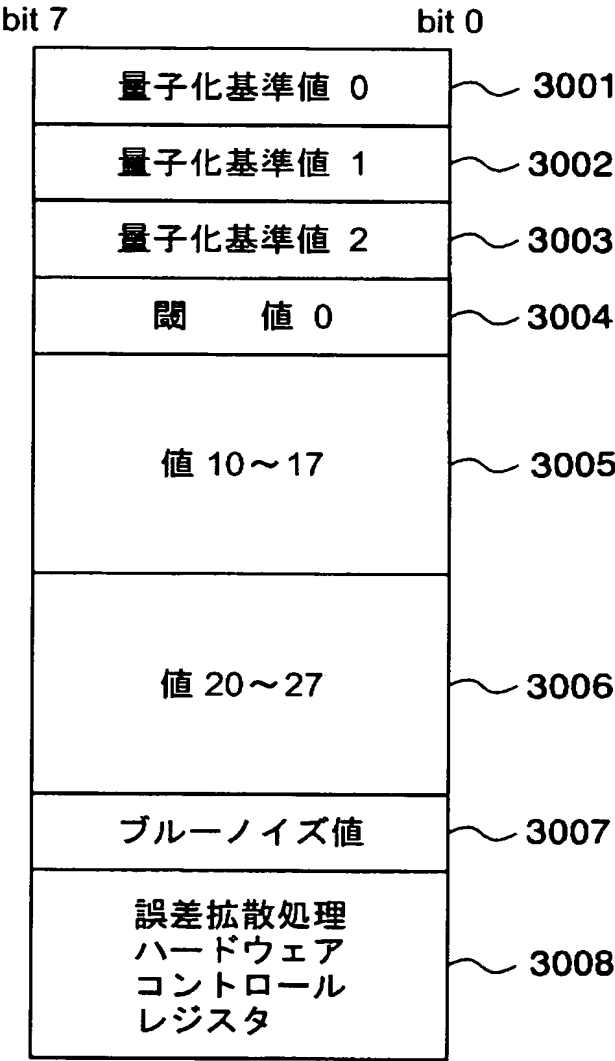 bit 7 bit 0
量子化基準値 0 3001
量子化基準値 1 3002
量子化基準値 2 3003
閾 値 0 3004
値 10～17 3005
値 20～27 3006
ブルーノイズ値 3007
誤差拡散処理
ハードウェア
コントロール
レジスタ
3008